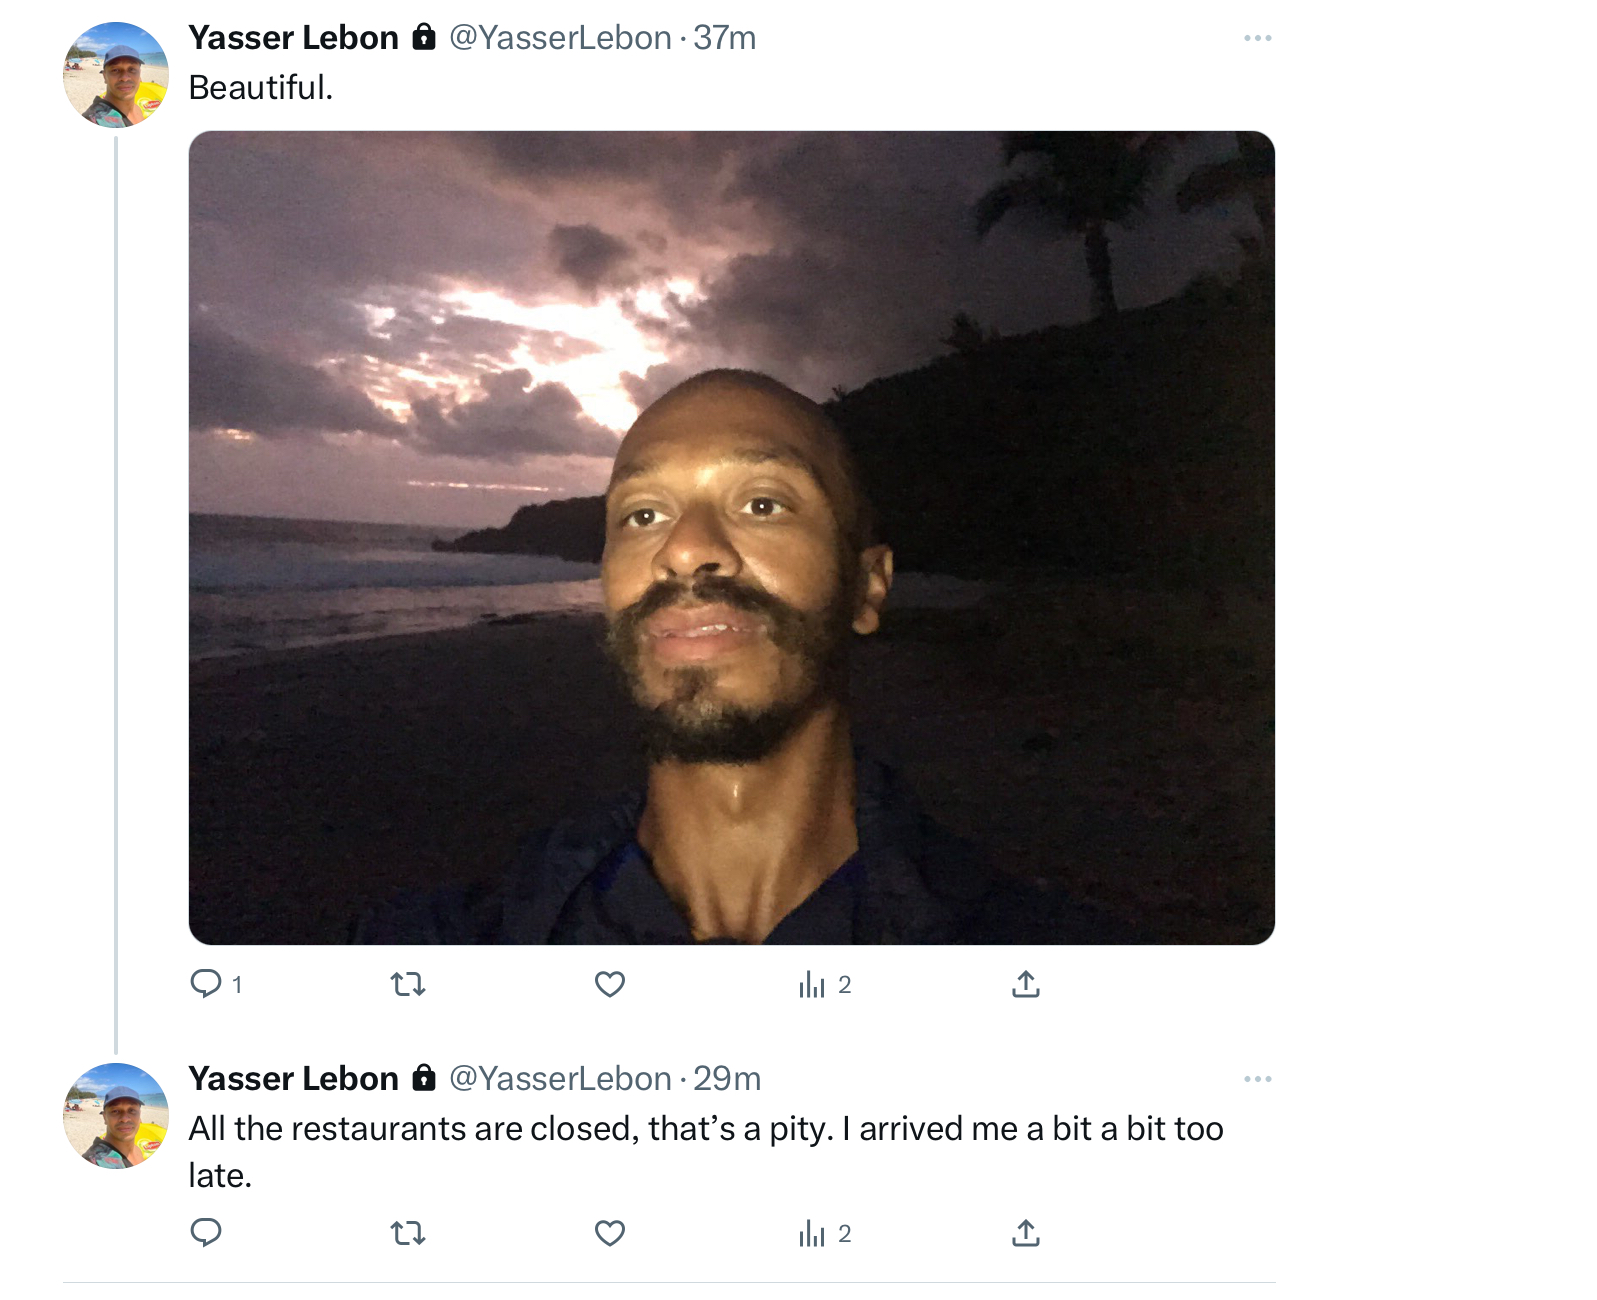 Yasser Lebon @YasserLebon · 37m
Beautiful.
1
2
Yasser Lebon @YasserLebon · 29m
All the restaurants are closed, that’s a pity. I arrived me a bit a bit too
late.
2